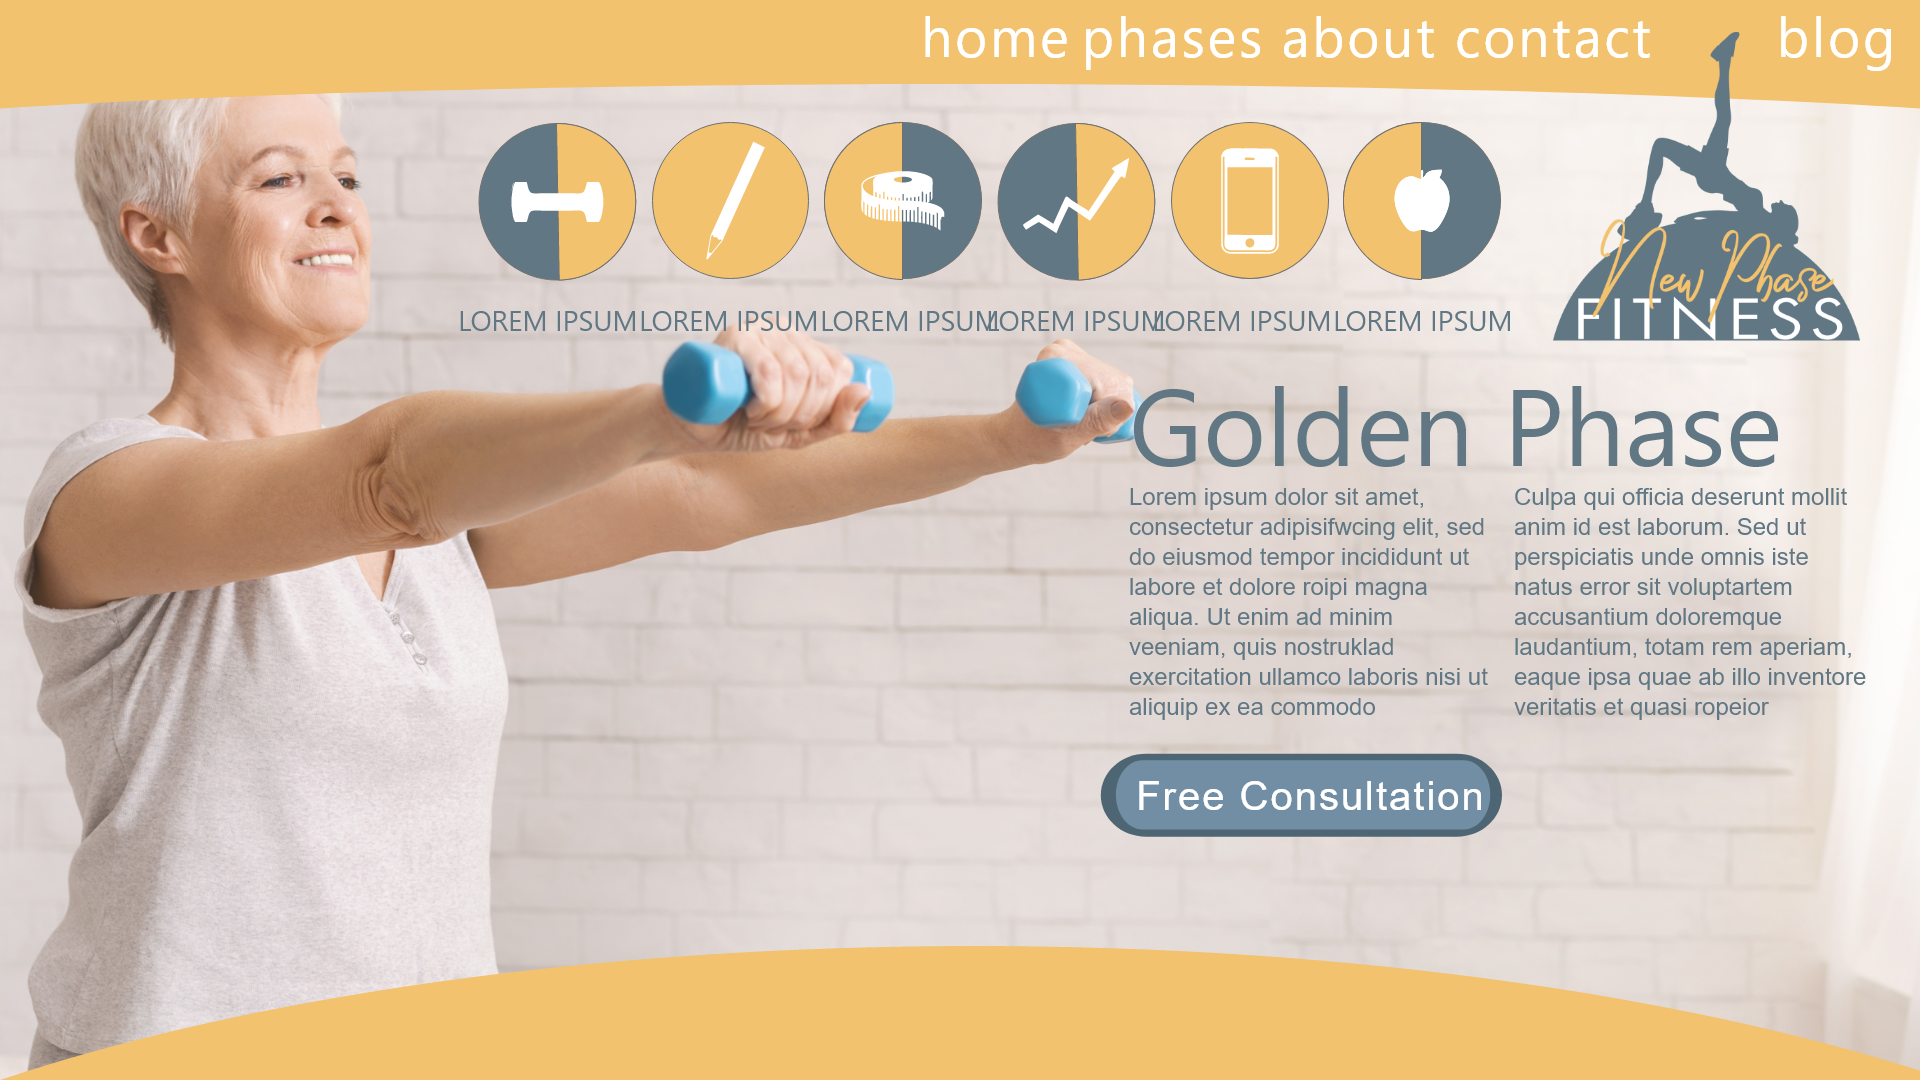 home phases about contact blog
LOREM IPSUM LOREM IPSUM LOREM IPSUM LOREM IPSUM LOREM IPSUM LOREM IPSUM
New Phase
FITNESS
Golden Phase
Lorem ipsum dolor sit amet,
consectetur adipisifwcing elit, sed
do eiusmod tempor incididunt ut
labore et dolore roipi magna
aliqua. Ut enim ad minim
veeniam, quis nostruklad
exercitation ullamco laboris nisi ut
aliquip ex ea commodo
Culpa qui officia deserunt mollit
anim id est laborum. Sed ut
perspiciatis unde omnis iste
natus error sit voluptartem
accusantium doloremque
laudantium, totam rem aperiam,
eaque ipsa quae ab illo inventore
veritatis et quasi ropeior
Free Consultation